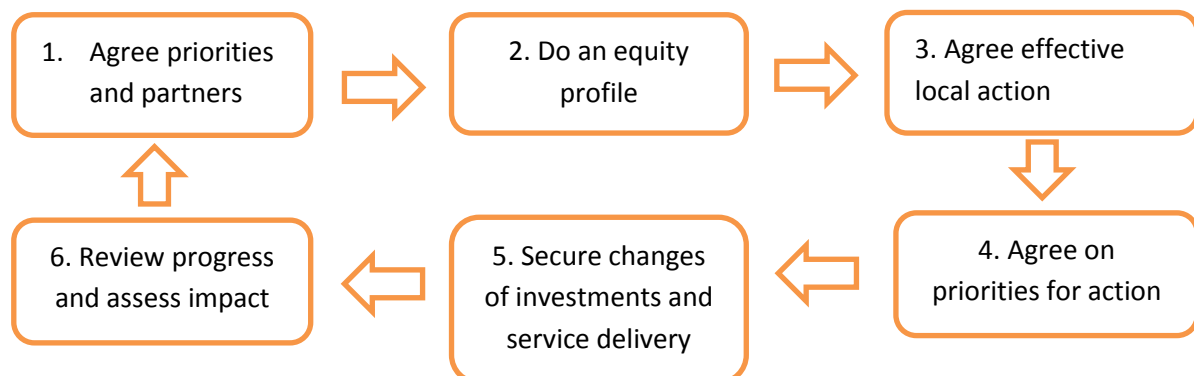 1. Agree priorities
and partners
2. Do an equity
profile
3. Agree effective
local action
4. Agree on
priorities for action
5. Secure changes
of investments and
service delivery
6. Review progress
and assess impact